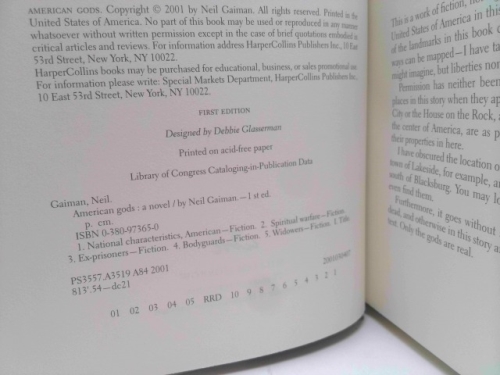 AMERICAN GODS. Copyright © 2001 by Neil Gaiman. All rights reserved. Printed in the
United States of America. No part of this book may be used or reproduced in any manner
whatsoever without written permission except in the case of brief quotations embodied in
critical articles and reviews. For information address HarperCollins Publishers Inc., 10 East
53rd Street, New York, NY 10022.
HarperCollins books may be purchased for educational, business, or sales promotional use.
For information please write: Special Markets Department, HarperCollins Publishers Inc.,
10 East 53rd Street, New York, NY 10022.
FIRST EDITION
Designed by Debbie Glasserman
Printed on acid-free paper
Library of Congress Cataloging-in-Publication Data
Gaiman, Neil.
American gods : a novel / by Neil Gaiman.—1st ed.
p. cm.
ISBN 0-380-97365-0
1. National characteristics, American—Fiction. 2. Spiritual warfare—Fiction.
3. Ex-prisoners—Fiction. 4. Bodyguards—Fiction. 5. Widowers—Fiction. I. Title.
PS3557.A3519 A84 2001
813'.54—dc21
01 02 03 04 05 RRD 10 9 8 7 6 5 4 3 2 1
This is a work of fiction, not
United States of America in this
of the landmarks in this book c
ways can be mapped—I have ta
might imagine, but liberties non
Permission has neither been
places in this story when they ap
City or the House on the Rock, a
the center of America, are as p
their properties in here.
I have obscured the location o
town of Lakeside, for example, a
south of Blacksburg. You may lo
even find them.
Furthermore, it goes without
dead, and otherwise in this story a
text. Only the gods are real.